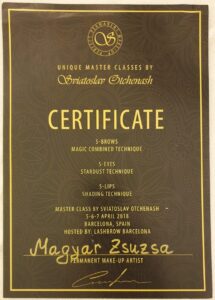 S
UNIQUE MASTER CLASSES BY
Sviatoslav Otchenash
CERTIFICATE
S-BROWS
MAGIC COMBINED TECHNIQUE
S-EYES
STARDUST TECHNIQUE
S-LIPS
SHADING TECHNIQUE
MASTER CLASS BY SVIATOSLAV OTCHENASH -
5-6-7 APRIL 2018
BARCELONA, SPAIN
HOSTED BY: LASHBROW BARCELONA
Magyar Zsuzsa
PERMANENT MAKE-UP ARTIST